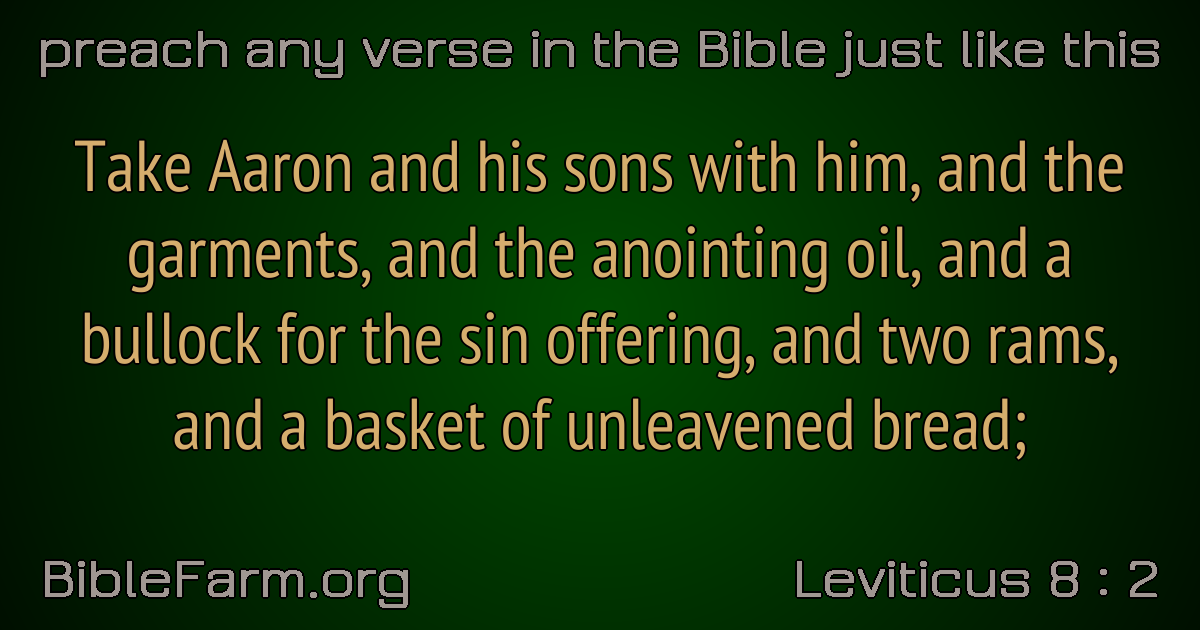 preach any verse in the Bible just like this
Take Aaron and his sons with him, and the
garments, and the anointing oil, and a
bullock for the sin offering, and two rams,
and a basket of unleavened bread;
BibleFarm.org
Leviticus 8 : 2